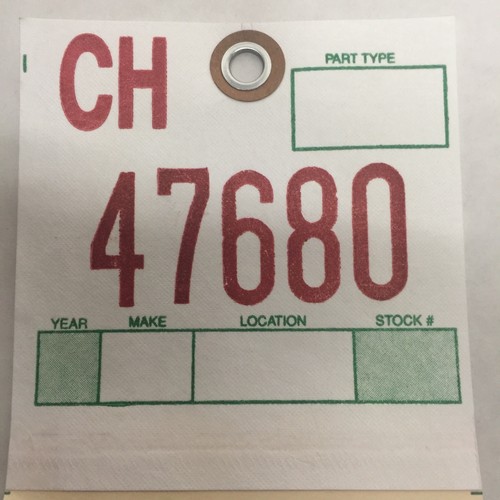 CH
PART TYPE
47680
YEAR MAKE LOCATION STOCK #